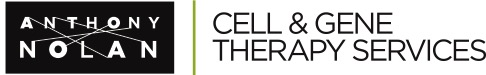 ANTHONY
NOLAN
CELL & GENE
THERAPY SERVICES